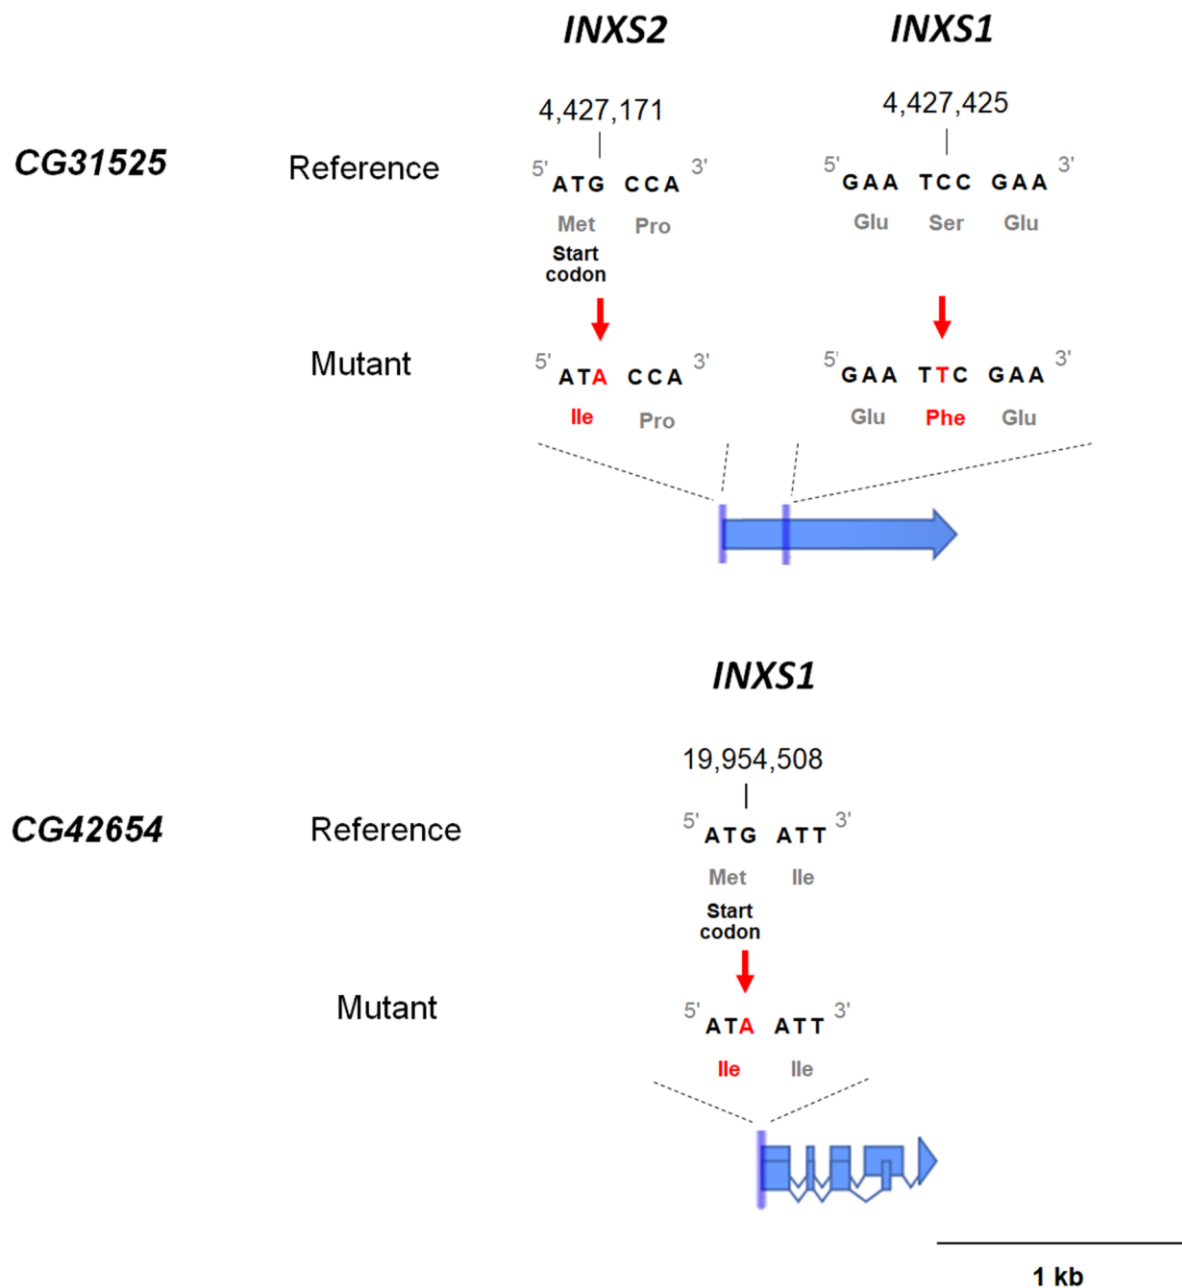 INXS2 INXS1
4,427,171 4,427,425
CG31525 Reference 5' ATG CCA 3' 5' GAA TCC GAA 3'
Met Pro Glu Ser Glu
Start
codon
Mutant 5' ATA CCA 3' 5' GAA TTC GAA 3'
Ile Pro Glu Phe Glu
INXS1
19,954,508
CG42654 Reference 5' ATG ATT 3'
Met Ile
Start
codon
Mutant 5' ATA ATT 3'
Ile Ile
1 kb